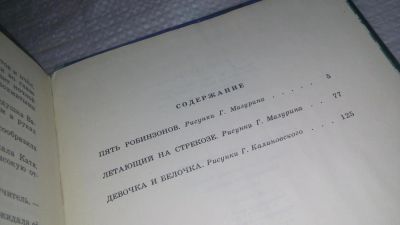 СОДЕРЖАНИЕ
ПЯТЬ РОБИНЗОНОВ. Рисунки Г. Мазурина . . . . . . 5
ЛЕТАЮЩИЙ НА СТРЕКОЗЕ. Рисунки Г. Мазурина . . 77
ДЕВОЧКА И БЕЛОЧКА. Рисунки Г. Калиновского . . . 125